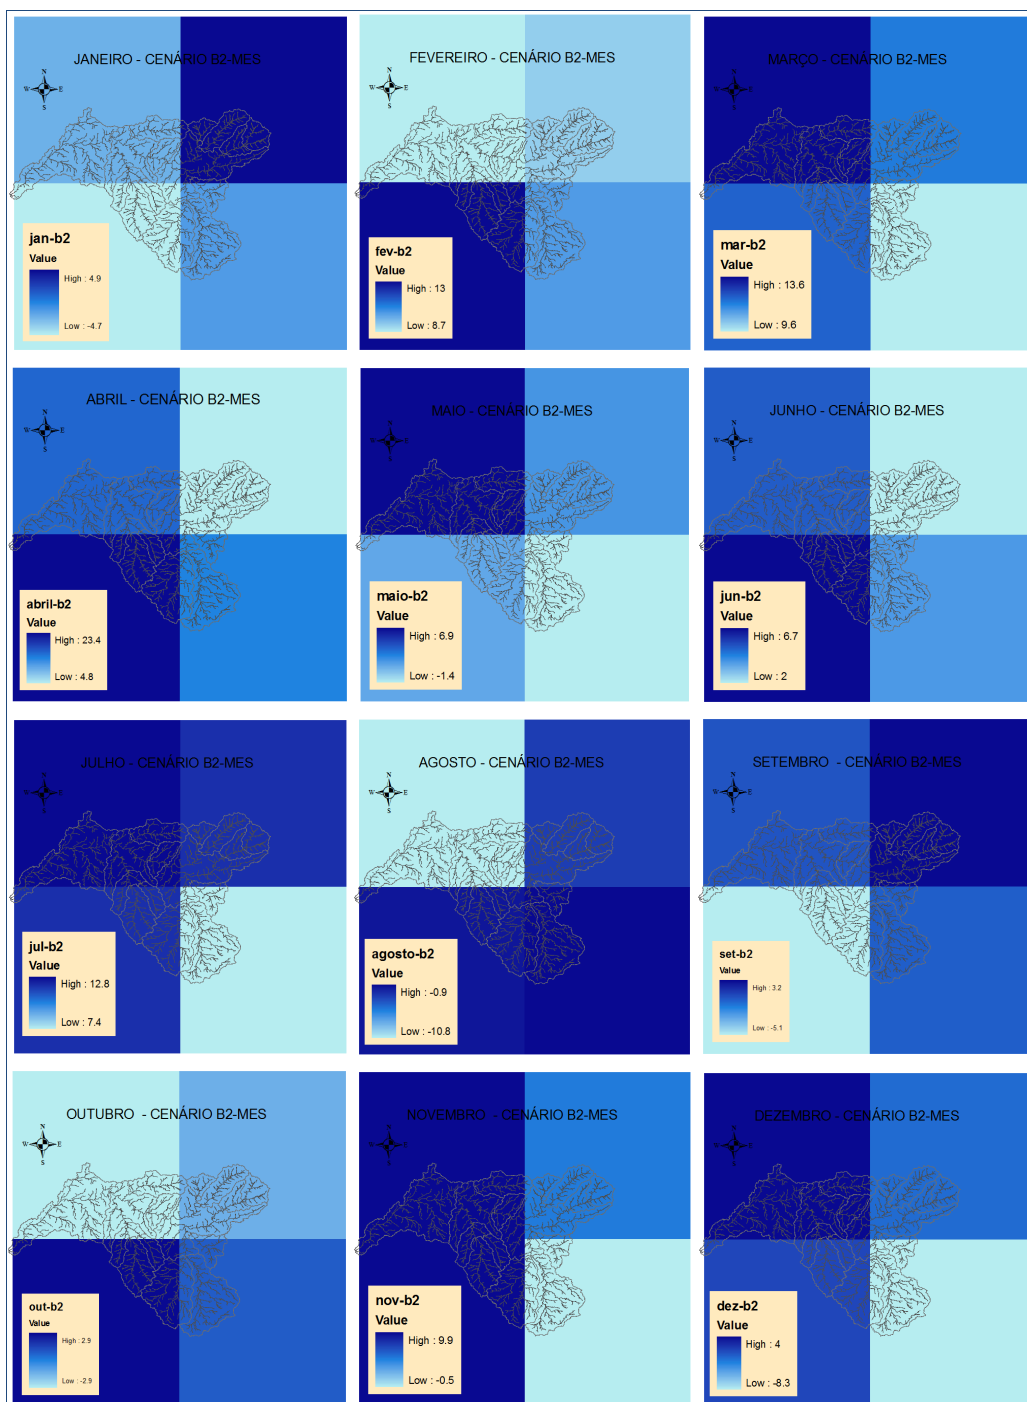 JANEIRO - CENÁRIO B2-MES
N
W E
S
jan-b2
Value
High : 4.9
Low : -4.7
FEVEREIRO - CENÁRIO B2-MES
N
W E
S
fev-b2
Value
High : 13
Low : 8.7
MARÇO - CENÁRIO B2-MES
N
W E
S
mar-b2
Value
High : 13.6
Low : 9.6
ABRIL - CENÁRIO B2-MES
N
W E
S
abril-b2
Value
High : 23.4
Low : 4.8
MAIO - CENÁRIO B2-MES
N
W E
S
maio-b2
Value
High : 6.9
Low : -1.4
JUNHO - CENÁRIO B2-MES
N
W E
S
jun-b2
Value
High : 6.7
Low : 2
JULHO - CENÁRIO B2-MES
N
W E
S
jul-b2
Value
High : 12.8
Low : 7.4
AGOSTO - CENÁRIO B2-MES
N
W E
S
agosto-b2
Value
High : -0.9
Low : -10.8
SETEMBRO - CENÁRIO B2-MES
N
W E
S
set-b2
Value
High : 3.2
Low : -5.1
OUTUBRO - CENÁRIO B2-MES
N
W E
S
out-b2
Value
High : 2.9
Low : -2.9
NOVEMBRO - CENÁRIO B2-MES
N
W E
S
nov-b2
Value
High : 9.9
Low : -0.5
DEZEMBRO - CENÁRIO B2-MES
N
W E
S
dez-b2
Value
High : 4
Low : -8.3